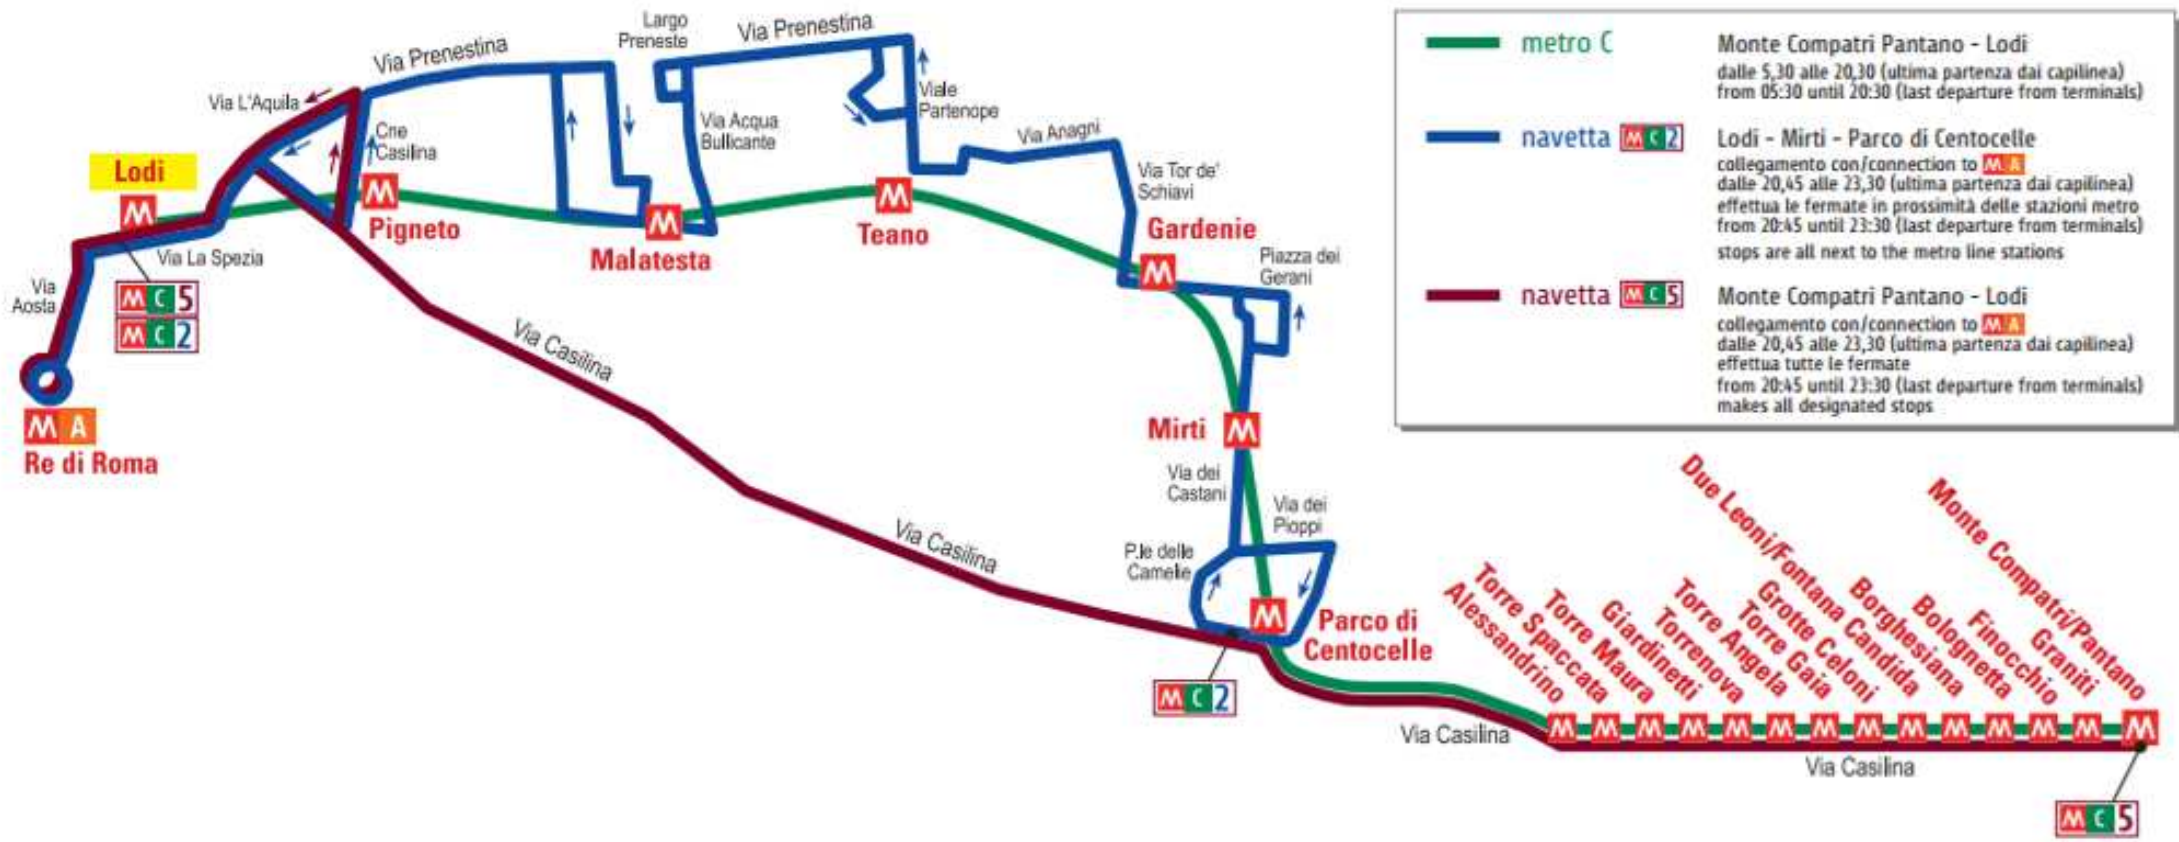 Via Prenestina
Largo
Preneste
Via Prenestina
Via L'Aquila
Cne
Casilina
Via Acqua
Bullicante
Viale
Partenope
Via Anagni
Via Tor de'
Schiavi
Lodi
M
M
Pigneto
M
Malatesta
M
Teano
Gardenie
M
Piazza dei
Gerani
Via La Spezia
Via
Aosta
M C 5
M C 2
M A
Re di Roma
Via Casilina
Via Casilina
Mirti
M
Via dei
Castani
Via dei
Pioppi
P.le delle
Camelie
M
Parco di
Centocelle
M C 2
Via Casilina
Alessandrino
Torre Spaccata
Torre Maura
Giardinetti
Torrenova
Torre Angela
Torre Gaia
Grotte Celoni
Due Leoni/Fontana Candida
Borghesiana
Bolognetta
Finocchio
Graniti
Monte Compatri/Pantano
M M M M M M M M M M M M M M
Via Casilina
M C 5
metro C
Monte Compatri Pantano - Lodi
dalle 5,30 alle 20,30 (ultima partenza dai capilinea)
from 05:30 until 20:30 (last departure from terminals)
navetta M C 2
Lodi - Mirti - Parco di Centocelle
collegamento con/connection to M A
dalle 20,45 alle 23,30 (ultima partenza dai capilinea)
effettua le fermate in prossimità delle stazioni metro
from 20:45 until 23:30 (last departure from terminals)
stops are all next to the metro line stations
navetta M C 5
Monte Compatri Pantano - Lodi
collegamento con/connection to M A
dalle 20,45 alle 23,30 (ultima partenza dai capilinea)
effettua tutte le fermate
from 20:45 until 23:30 (last departure from terminals)
makes all designated stops